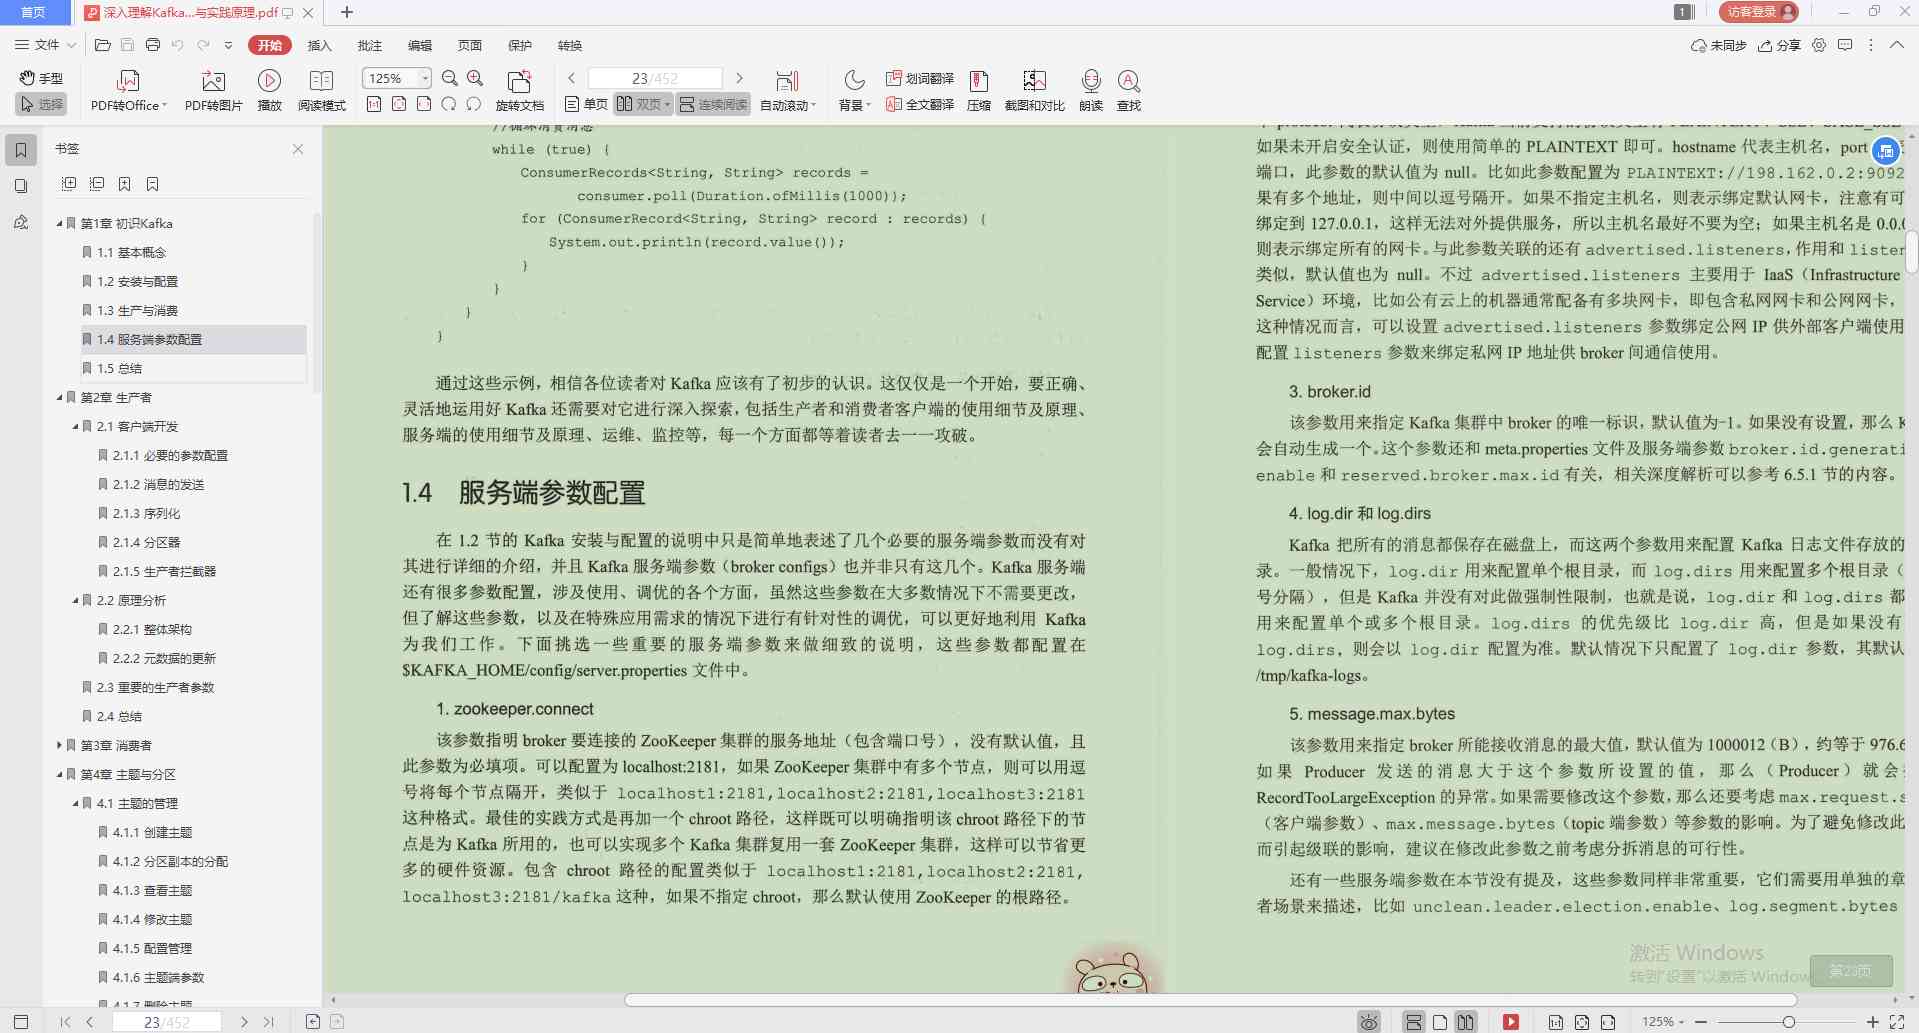 首页
深入理解Kafka...与实践原理.pdf
1
访客登录
文件
开始
插入
批注
编辑
页面
保护
转换
未同步
分享
手型
选择
PDF转Office
PDF转图片
播放
阅读模式
125%
旋转文档
23/452
单页
双页
连续阅读
自动滚动
背景
划词翻译
全文翻译
压缩
截图和对比
朗读
查找
书签
第1章 初识Kafka
1.1 基本概念
1.2 安装与配置
1.3 生产与消费
1.4 服务端参数配置
1.5 总结
第2章 生产者
2.1 客户端开发
2.1.1 必要的参数配置
2.1.2 消息的发送
2.1.3 序列化
2.1.4 分区器
2.1.5 生产者拦截器
2.2 原理分析
2.2.1 整体架构
2.2.2 元数据的更新
2.3 重要的生产者参数
2.4 总结
第3章 消费者
第4章 主题与分区
4.1 主题的管理
4.1.1 创建主题
4.1.2 分区副本的分配
4.1.3 查看主题
4.1.4 修改主题
4.1.5 配置管理
4.1.6 主题端参数
4.1.7 删除主题
//循环消费消息
while (true) {
ConsumerRecords<String, String> records =
consumer.poll(Duration.ofMillis(1000));
for (ConsumerRecord<String, String> record : records) {
System.out.println(record.value());
}
}
}
}
通过这些示例，相信各位读者对 Kafka 应该有了初步的认识。这仅仅是一个开始，要正确、
灵活地运用好 Kafka 还需要对它进行深入探索，包括生产者和消费者客户端的使用细节及原理、
服务端的使用细节及原理、运维、监控等，每一个方面都等着读者去一一攻破。
1.4 服务端参数配置
在 1.2 节的 Kafka 安装与配置的说明中只是简单地表述了几个必要的服务端参数而没有对
其进行详细的介绍，并且 Kafka 服务端参数（broker configs）也并非只有这几个。Kafka 服务端
还有很多参数配置，涉及使用、调优的各个方面，虽然这些参数在大多数情况下不需要更改，
但了解这些参数，以及在特殊应用需求的情况下进行有针对性的调优，可以更好地利用 Kafka
为我们工作。下面挑选一些重要的服务端参数来做细致的说明，这些参数都配置在
$KAFKA_HOME/config/server.properties 文件中。
1. zookeeper.connect
该参数指明 broker 要连接的 ZooKeeper 集群的服务地址（包含端口号），没有默认值，且
此参数为必填项。可以配置为 localhost:2181，如果 ZooKeeper 集群中有多个节点，则可以用逗
号将每个节点隔开，类似于 localhost1:2181,localhost2:2181,localhost3:2181
这种格式。最佳的实践方式是再加一个 chroot 路径，这样既可以明确指明该 chroot 路径下的节
点是为 Kafka 所用的，也可以实现多个 Kafka 集群复用一套 ZooKeeper 集群，这样可以节省更
多的硬件资源。包含 chroot 路径的配置类似于 localhost1:2181,localhost2:2181,
localhost3:2181/kafka 这种，如果不指定 chroot，那么默认使用 ZooKeeper 的根路径。
如果未开启安全认证，则使用简单的 PLAINTEXT 即可。hostname 代表主机名，port
端口，此参数的默认值为 null。比如此参数配置为 PLAINTEXT://198.162.0.2:9092
果有多个地址，则中间以逗号隔开。如果不指定主机名，则表示绑定默认网卡，注意有可
绑定到 127.0.0.1，这样无法对外提供服务，所以主机名最好不要为空；如果主机名是 0.0.
则表示绑定所有的网卡。与此参数关联的还有 advertised.listeners，作用和 lister
类似，默认值也为 null。不过 advertised.listeners 主要用于 IaaS（Infrastructure
Service）环境，比如公有云上的机器通常配备有多块网卡，即包含私网网卡和公网网卡，
这种情况而言，可以设置 advertised.listeners 参数绑定公网 IP 供外部客户端使用
配置 listeners 参数来绑定私网 IP 地址供 broker 间通信使用。
3. broker.id
该参数用来指定 Kafka 集群中 broker 的唯一标识，默认值为-1。如果没有设置，那么 K
会自动生成一个。这个参数还和 meta.properties 文件及服务端参数 broker.id.generati
enable 和 reserved.broker.max.id 有关，相关深度解析可以参考 6.5.1 节的内容。
4. log.dir 和 log.dirs
Kafka 把所有的消息都保存在磁盘上，而这两个参数用来配置 Kafka 日志文件存放的
录。一般情况下，log.dir 用来配置单个根目录，而 log.dirs 用来配置多个根目录（
号分隔），但是 Kafka 并没有对此做强制性限制，也就是说，log.dir 和 log.dirs 都
用来配置单个或多个根目录。log.dirs 的优先级比 log.dir 高，但是如果没有
log.dirs，则会以 log.dir 配置为准。默认情况下只配置了 log.dir 参数，其默认
/tmp/kafka-logs。
5. message.max.bytes
该参数用来指定 broker 所能接收消息的最大值，默认值为 1000012（B），约等于 976.6
如果 Producer 发送的消息大于这个参数所设置的值，那么（Producer）就会
RecordTooLargeException 的异常。如果需要修改这个参数，那么还要考虑 max.request.s
（客户端参数）、max.message.bytes（topic 端参数）等参数的影响。为了避免修改此
而引起级联的影响，建议在修改此参数之前考虑分拆消息的可行性。
还有一些服务端参数在本节没有提及，这些参数同样非常重要，它们需要用单独的章
者场景来描述，比如 unclean.leader.election.enable、log.segment.bytes
激活 Windows
转到"设置"以激活 Window
第23页
23/452
125%